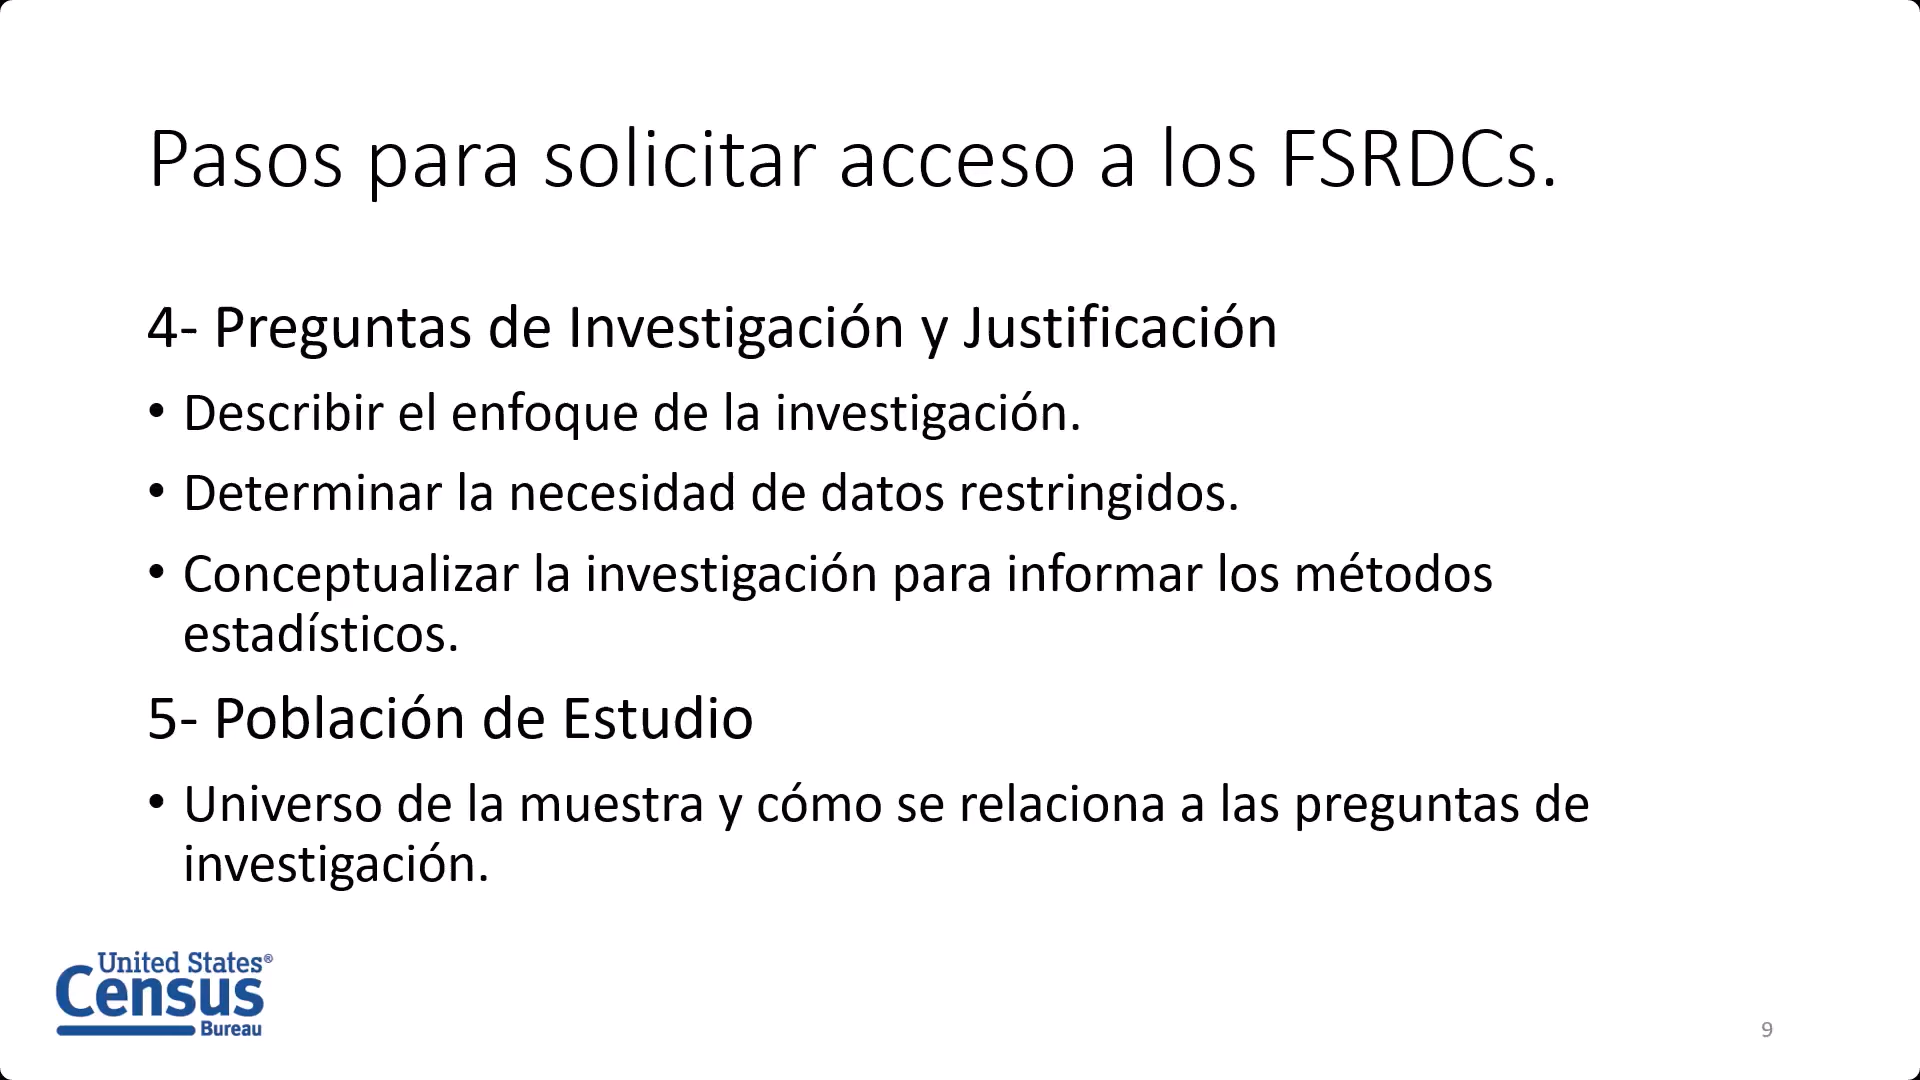 Pasos para solicitar acceso a los FSRDCs.
4- Preguntas de Investigación y Justificación
• Describir el enfoque de la investigación.
• Determinar la necesidad de datos restringidos.
• Conceptualizar la investigación para informar los métodos
estadísticos.
5- Población de Estudio
• Universo de la muestra y cómo se relaciona a las preguntas de
investigación.
United States®
Census
Bureau
9